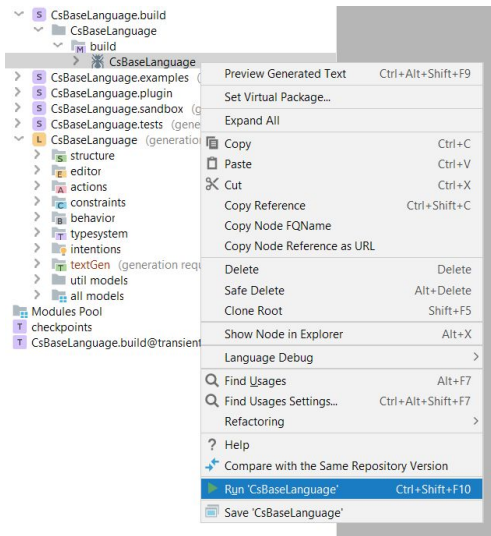 S CsBaseLanguage.build
CsBaseLanguage
M build
CsBaseLanguage
S CsBaseLanguage.examples (
S CsBaseLanguage.plugin
S CsBaseLanguage.sandbox (g
S CsBaseLanguage.tests (gene
L CsBaseLanguage (generation
S structure
E editor
A actions
C constraints
B behavior
T typesystem
intentions
T textGen (generation requ
util models
all models
Modules Pool
T checkpoints
T CsBaseLanguage.build@transient
Preview Generated Text Ctrl+Alt+Shift+F9
Set Virtual Package...
Expand All
Copy Ctrl+C
Paste Ctrl+V
Cut Ctrl+X
Copy Reference Ctrl+Shift+C
Copy Node FQName
Copy Node Reference as URL
Delete Delete
Safe Delete Alt+Delete
Clone Root Shift+F5
Show Node in Explorer Alt+X
Language Debug
Find Usages Alt+F7
Find Usages Settings... Ctrl+Alt+Shift+F7
Refactoring
? Help
Compare with the Same Repository Version
Run 'CsBaseLanguage' Ctrl+Shift+F10
Save 'CsBaseLanguage'